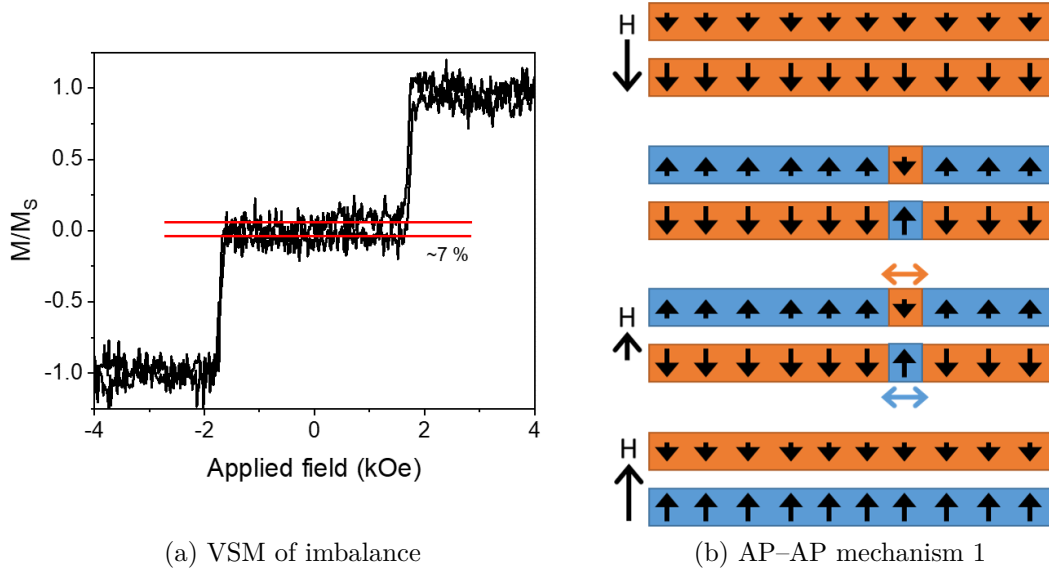 M/M_S
1.0
0.5
0.0
-0.5
-1.0
~7 %
-4 -2 0 2 4
Applied field (kOe)
H
H
H
(a) VSM of imbalance
(b) AP–AP mechanism 1